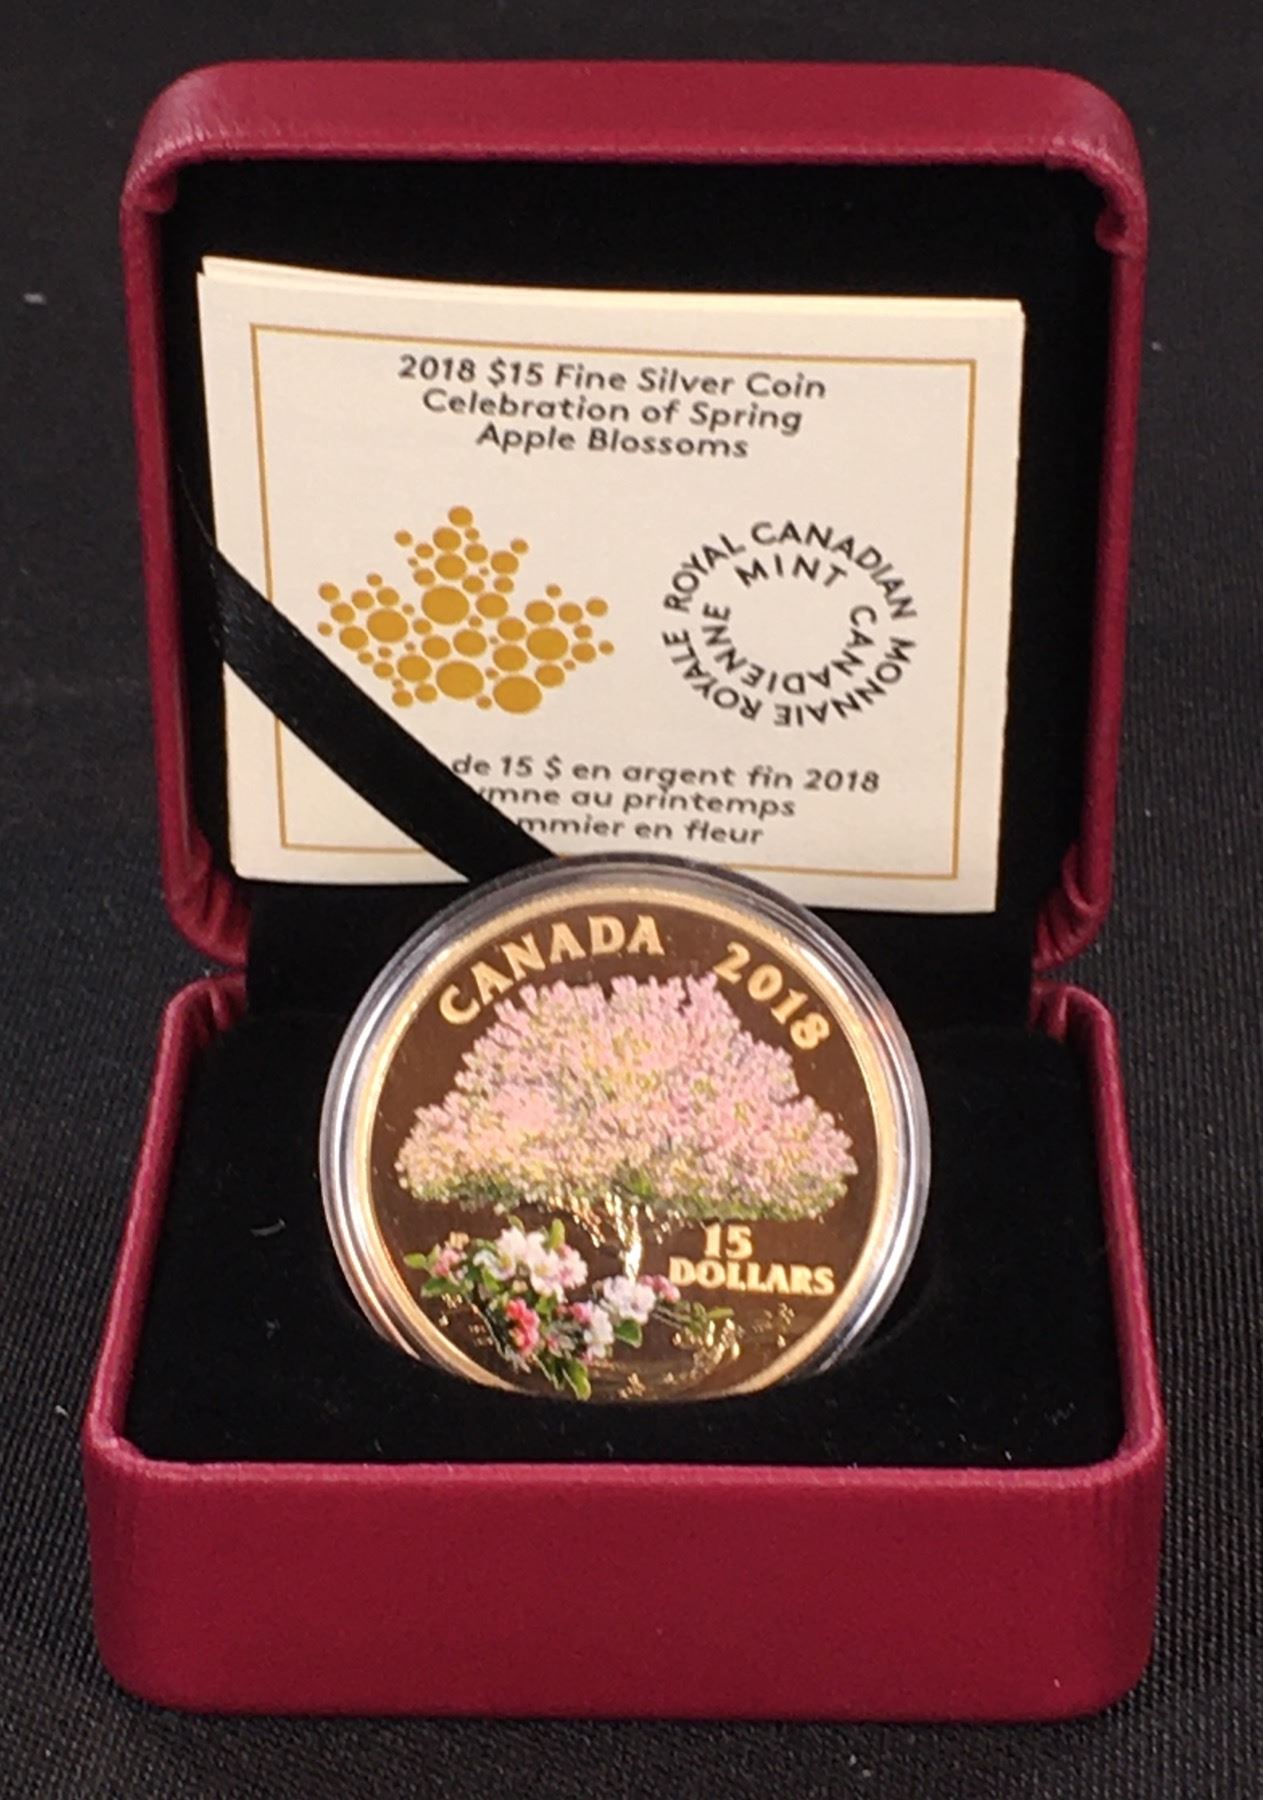 2018 $15 Fine Silver Coin
Celebration of Spring
Apple Blossoms
ROYAL CANADIAN
MINT
MONNAIE ROYALE
CANADIENNE
de 15 $ en argent fin 2018
au printemps
en fleur
CANADA 2018
15
DOLLARS